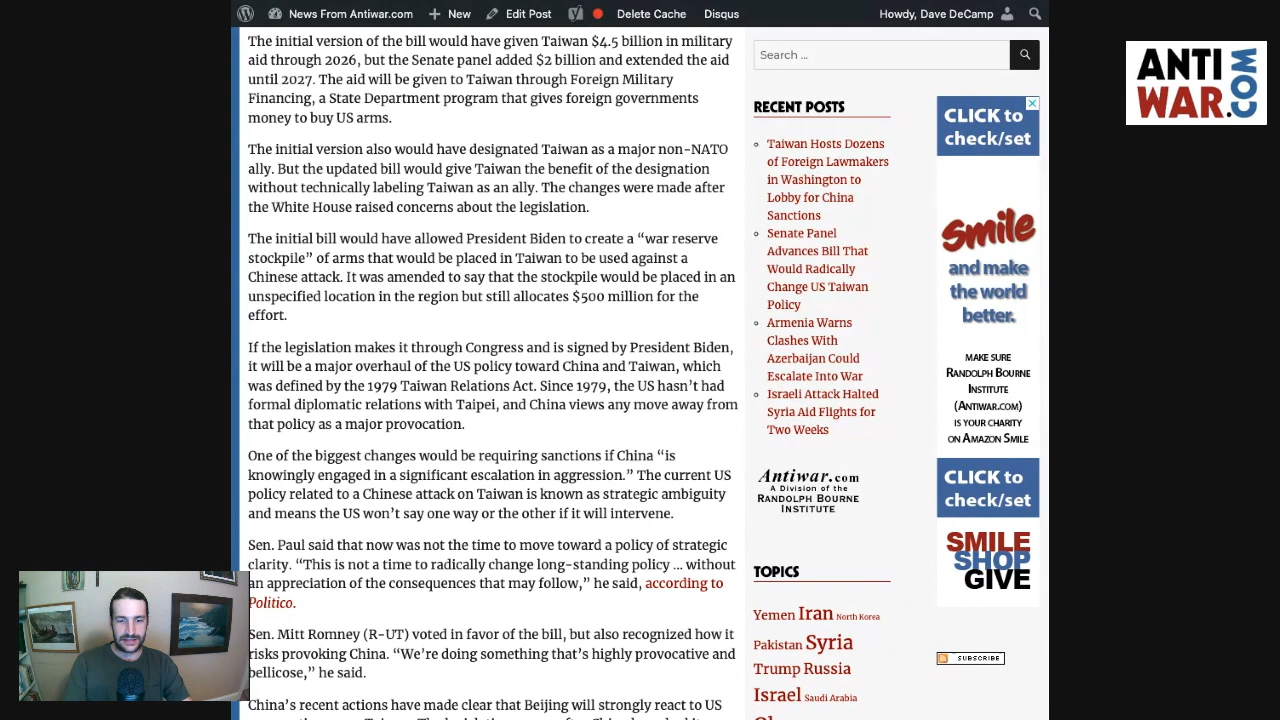 News From Antiwar.com
New
Edit Post
Delete Cache
Disqus
Howdy, Dave DeCamp
The initial version of the bill would have given Taiwan $4.5 billion in military
aid through 2026, but the Senate panel added $2 billion and extended the aid
until 2027. The aid will be given to Taiwan through Foreign Military
Financing, a State Department program that gives foreign governments
money to buy US arms.
The initial version also would have designated Taiwan as a major non-NATO
ally. But the updated bill would give Taiwan the benefit of the designation
without technically labeling Taiwan as an ally. The changes were made after
the White House raised concerns about the legislation.
The initial bill would have allowed President Biden to create a “war reserve
stockpile” of arms that would be placed in Taiwan to be used against a
Chinese attack. It was amended to say that the stockpile would be placed in an
unspecified location in the region but still allocates $500 million for the
effort.
If the legislation makes it through Congress and is signed by President Biden,
it will be a major overhaul of the US policy toward China and Taiwan, which
was defined by the 1979 Taiwan Relations Act. Since 1979, the US hasn’t had
formal diplomatic relations with Taipei, and China views any move away from
that policy as a major provocation.
One of the biggest changes would be requiring sanctions if China “is
knowingly engaged in a significant escalation in aggression.” The current US
policy related to a Chinese attack on Taiwan is known as strategic ambiguity
and means the US won’t say one way or the other if it will intervene.
Sen. Paul said that now was not the time to move toward a policy of strategic
clarity. “This is not a time to radically change long-standing policy ... without
an appreciation of the consequences that may follow,” he said, according to
Politico.
Sen. Mitt Romney (R-UT) voted in favor of the bill, but also recognized how it
risks provoking China. “We’re doing something that’s highly provocative and
bellicose,” he said.
China’s recent actions have made clear that Beijing will strongly react to US
Search ...
RECENT POSTS
Taiwan Hosts Dozens
of Foreign Lawmakers
in Washington to
Lobby for China
Sanctions
Senate Panel
Advances Bill That
Would Radically
Change US Taiwan
Policy
Armenia Warns
Clashes With
Azerbaijan Could
Escalate Into War
Israeli Attack Halted
Syria Aid Flights for
Two Weeks
Antiwar.com
A Division of the
RANDOLPH BOURNE
INSTITUTE
TOPICS
Yemen Iran North Korea
Pakistan Syria
Trump Russia
Israel Saudi Arabia
CLICK to
check/set
Smile
and make
the world
better.
MAKE SURE
RANDOLPH BOURNE
INSTITUTE
(ANTIWAR.COM)
IS YOUR CHARITY
ON AMAZON SMILE
CLICK to
check/set
SMILE
SHOP
GIVE
SUBSCRIBE
ANTI
WAR.COM